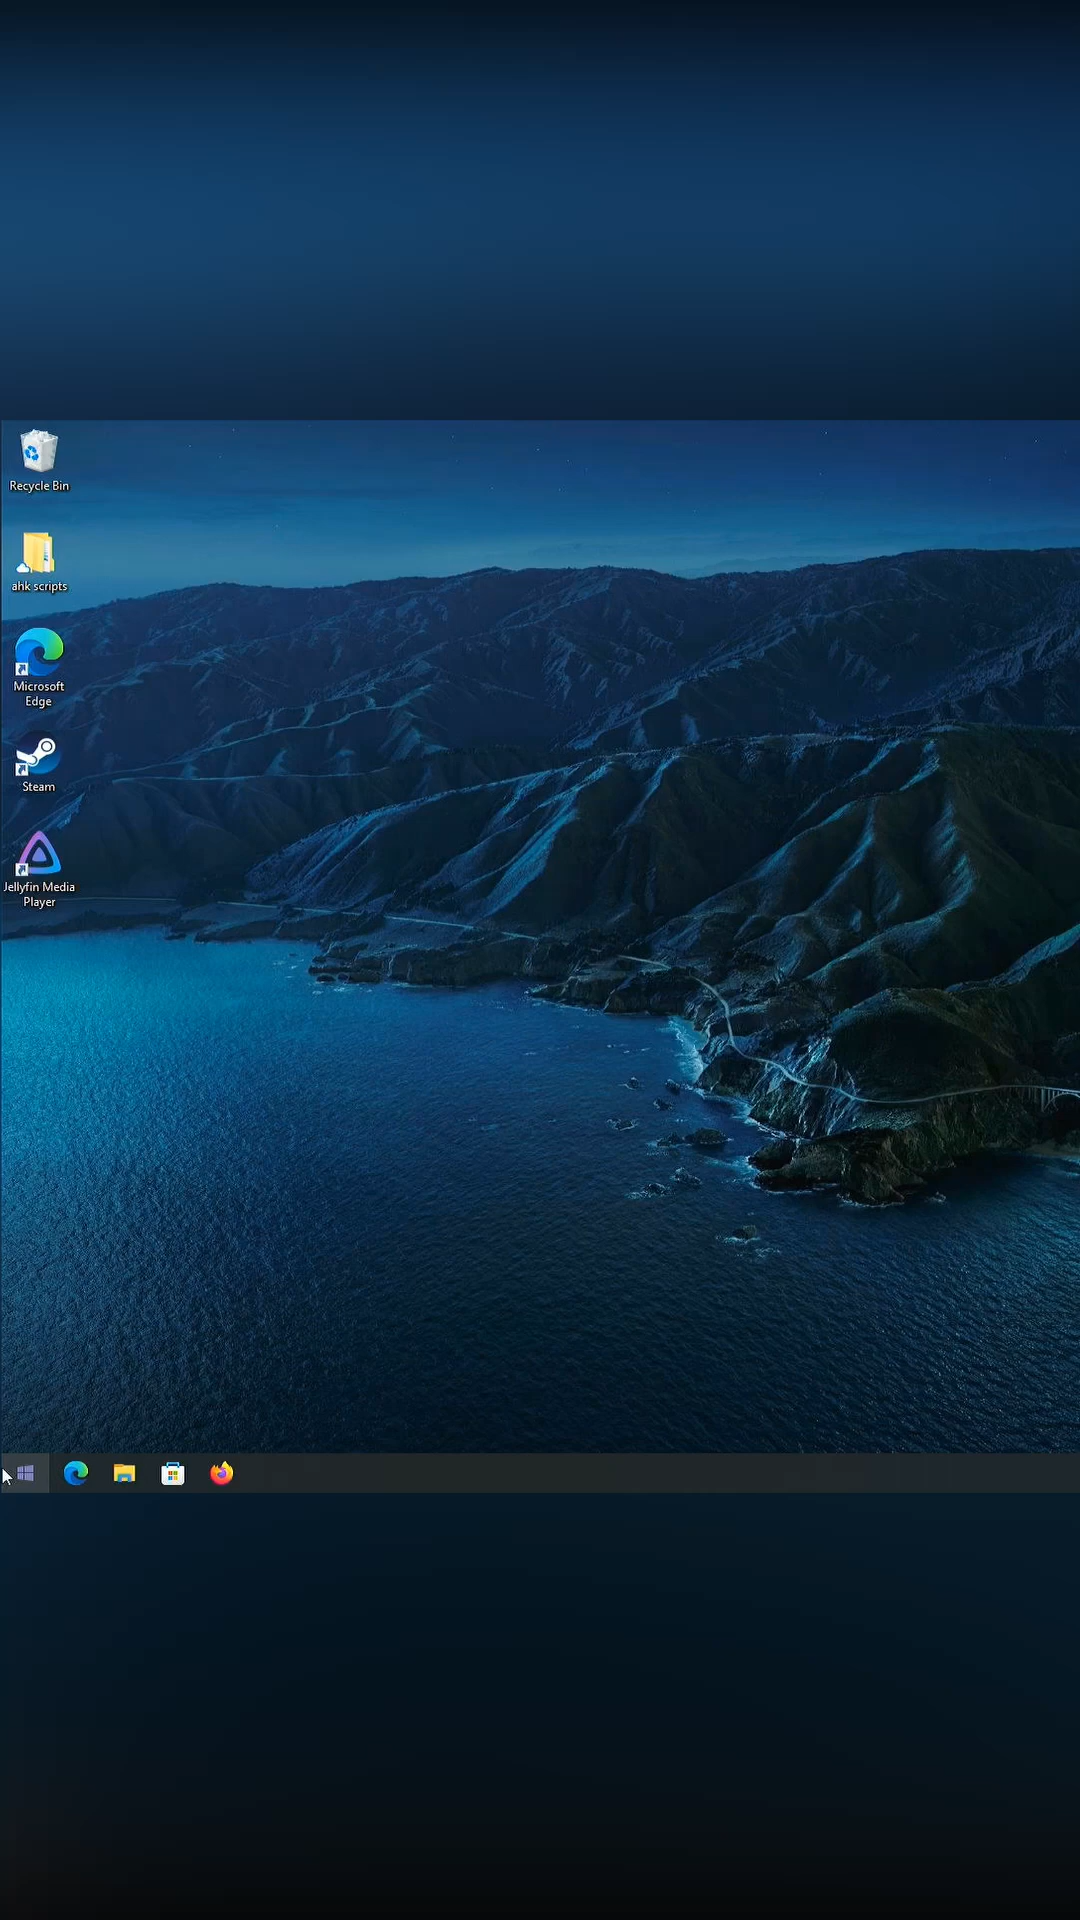 Recycle Bin
ahk scripts
Microsoft
Edge
Steam
Jellyfin Media
Player